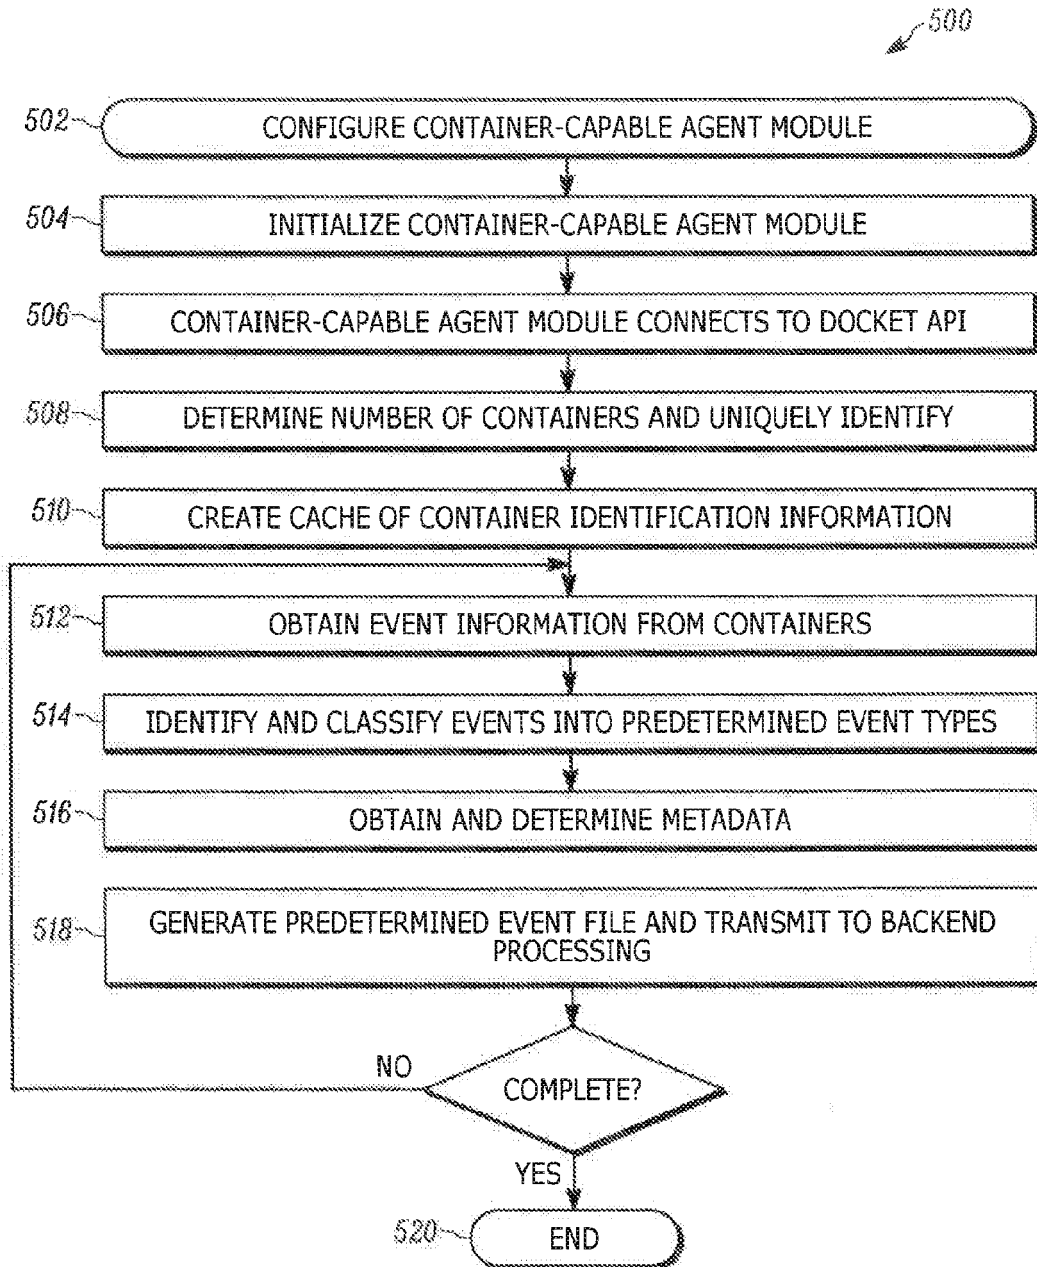 500
502
CONFIGURE CONTAINER-CAPABLE AGENT MODULE
504
INITIALIZE CONTAINER-CAPABLE AGENT MODULE
506
CONTAINER-CAPABLE AGENT MODULE CONNECTS TO DOCKET API
508
DETERMINE NUMBER OF CONTAINERS AND UNIQUELY IDENTIFY
510
CREATE CACHE OF CONTAINER IDENTIFICATION INFORMATION
512
OBTAIN EVENT INFORMATION FROM CONTAINERS
514
IDENTIFY AND CLASSIFY EVENTS INTO PREDETERMINED EVENT TYPES
516
OBTAIN AND DETERMINE METADATA
518
GENERATE PREDETERMINED EVENT FILE AND TRANSMIT TO BACKEND
PROCESSING
NO
COMPLETE?
YES
520
END